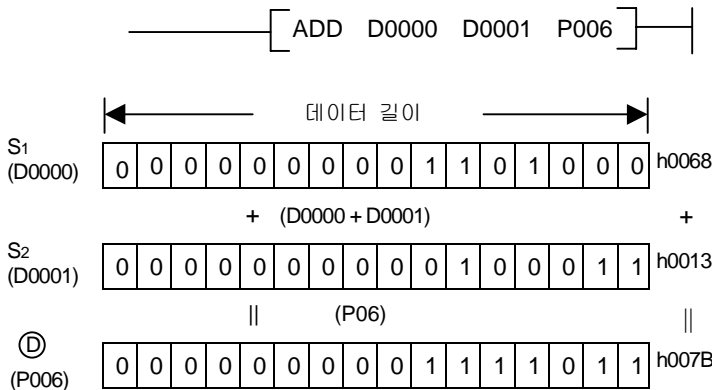 ADD D0000 D0001 P006
데이터 길이
S1
(D0000)
0 0 0 0 0 0 0 0 0 1 1 0 1 0 0 0 h0068
+ (D0000 + D0001) +
S2
(D0001)
0 0 0 0 0 0 0 0 0 0 1 0 0 0 1 1 h0013
|| (P06) ||
Ⓓ
(P006)
0 0 0 0 0 0 0 0 0 1 1 1 1 0 1 1 h007B